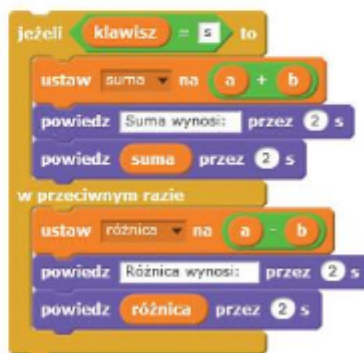 jeżeli klawisz = s to
ustaw suma na a + b
powiedz Suma wynosi: przez 2 s
powiedz suma przez 2 s
w przeciwnym razie
ustaw różnica na a - b
powiedz Różnica wynosi: przez 2 s
powiedz różnica przez 2 s